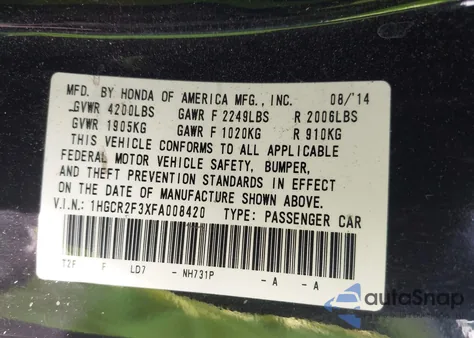 MFD. BY HONDA OF AMERICA MFG., INC. 08/'14
GVWR 4200LBS GAWR F 2249LBS R 2006LBS
GVWR 1905KG GAWR F 1020KG R 910KG
THIS VEHICLE CONFORMS TO ALL APPLICABLE
FEDERAL MOTOR VEHICLE SAFETY, BUMPER,
AND THEFT PREVENTION STANDARDS IN EFFECT
ON THE DATE OF MANUFACTURE SHOWN ABOVE.
V.I.N.: 1HGCR2F3XFA008420 TYPE: PASSENGER CAR
T2F F LD7 - NH731P - A - A
autoSnap